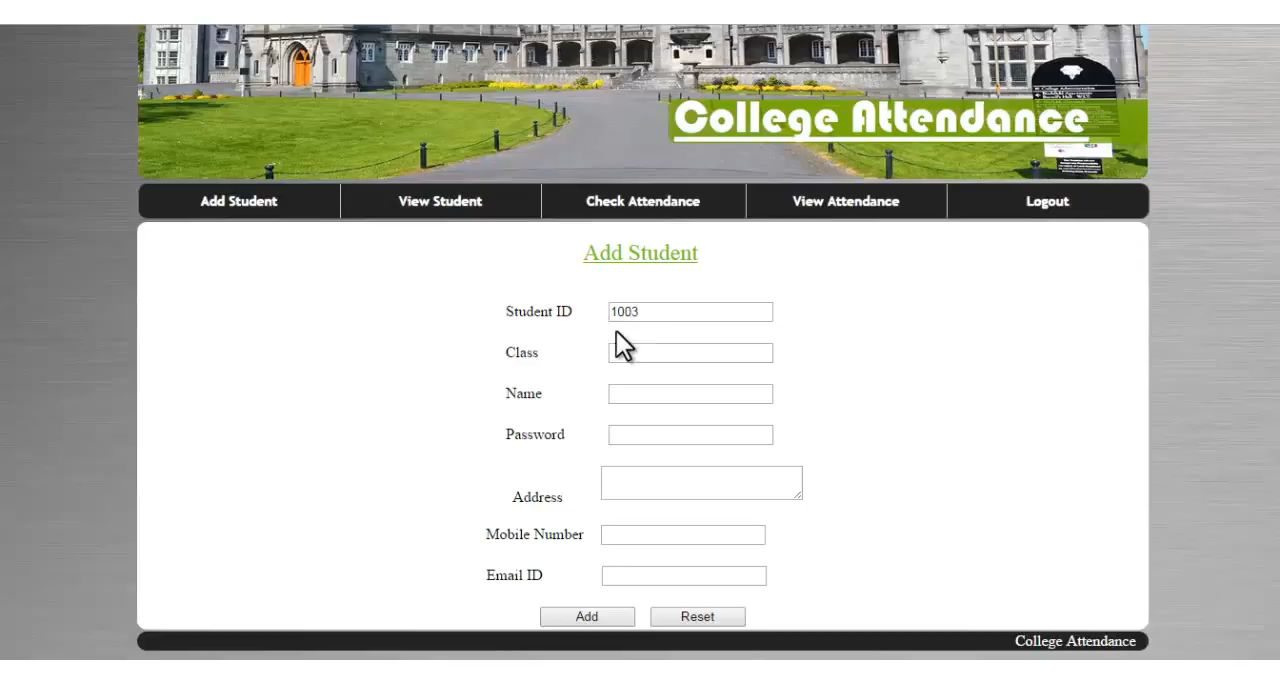 College Attendance
Add Student
View Student
Check Attendance
View Attendance
Logout
Add Student
Student ID
1003
Class
Name
Password
Address
Mobile Number
Email ID
Add
Reset
College Attendance